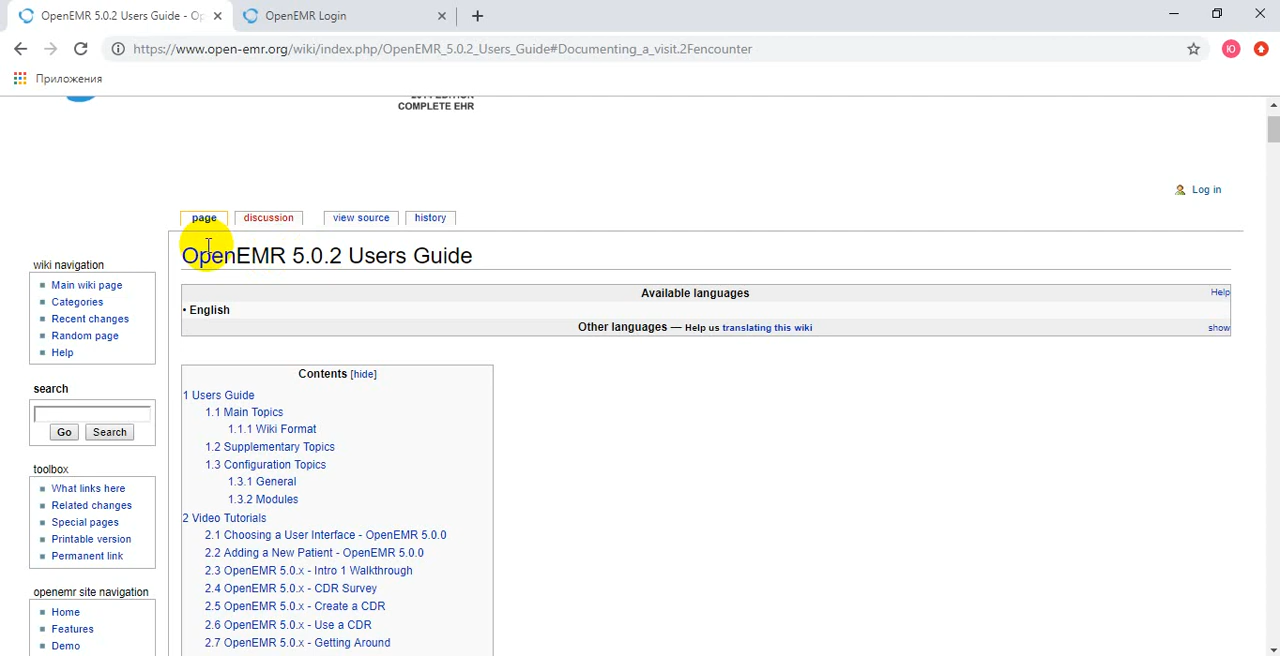 OpenEMR 5.0.2 Users Guide - Op
OpenEMR Login
https://www.open-emr.org/wiki/index.php/OpenEMR_5.0.2_Users_Guide#Documenting_a_visit.2Fencounter
Ю
Приложения
2014 EDITION
COMPLETE EHR
Log in
page
discussion
view source
history
OpenEMR 5.0.2 Users Guide
Available languages
Help
• English
Other languages — Help us translating this wiki
show
wiki navigation
Main wiki page
Categories
Recent changes
Random page
Help
search
Go
Search
toolbox
What links here
Related changes
Special pages
Printable version
Permanent link
openemr site navigation
Home
Features
Demo
Contents [hide]
1 Users Guide
1.1 Main Topics
1.1.1 Wiki Format
1.2 Supplementary Topics
1.3 Configuration Topics
1.3.1 General
1.3.2 Modules
2 Video Tutorials
2.1 Choosing a User Interface - OpenEMR 5.0.0
2.2 Adding a New Patient - OpenEMR 5.0.0
2.3 OpenEMR 5.0.x - Intro 1 Walkthrough
2.4 OpenEMR 5.0.x - CDR Survey
2.5 OpenEMR 5.0.x - Create a CDR
2.6 OpenEMR 5.0.x - Use a CDR
2.7 OpenEMR 5.0.x - Getting Around